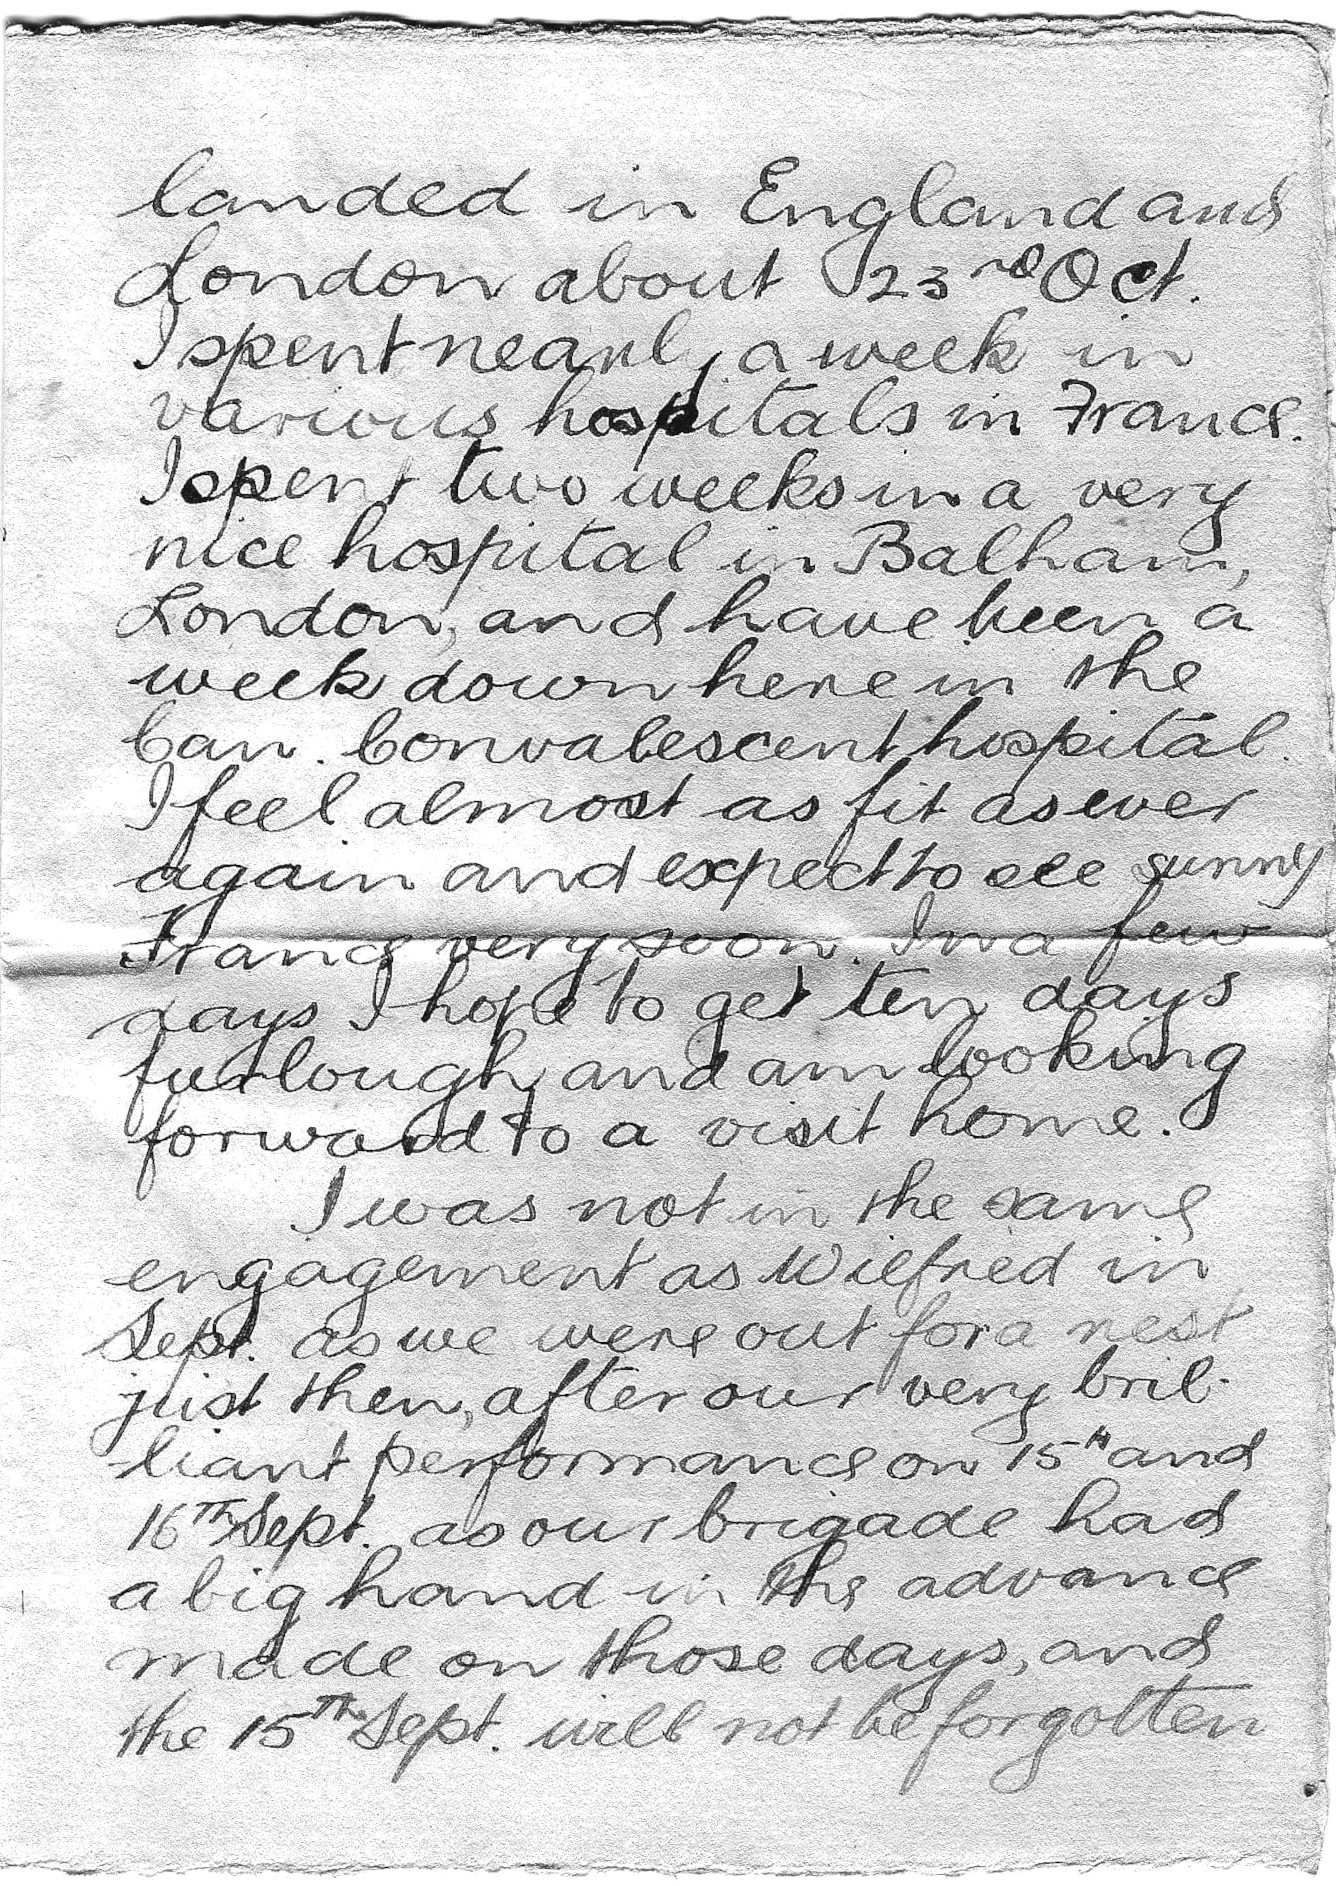 landed in England and
London about 23rd Oct.
I spent nearly a week in
various hospitals in France.
I spent two weeks in a very
nice hospital in Balham,
London, and have been a
week down here in the
Can. Convalescent hospital.
I feel almost as fit as ever
again and expect to see sunny
France very soon. In a few
days I hope to get ten days
furlough, and am looking
forward to a visit home.
I was not in the same
engagement as Wilfred in
Sept. as we were out for a rest
just then, after our very bril-
liant performance on 15th and
16th Sept. as our brigade had
a big hand in the advance
made on those days, and
the 15th Sept. will not be forgotten